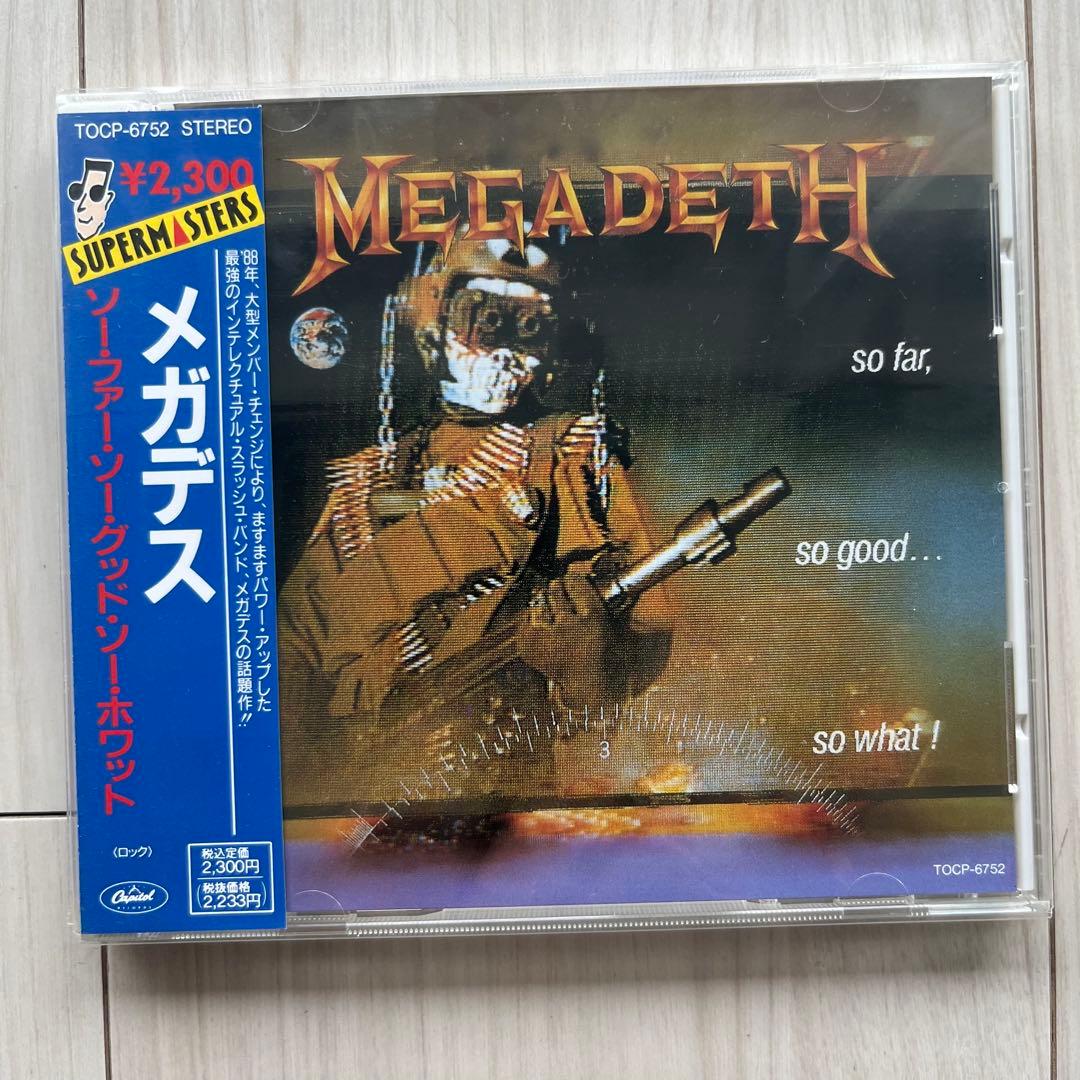 TOCP-6752 STEREO
¥2,300
SUPERMASTERS
メガデス
ソー・ファー・ソー・グッド・ソー・ホワット
'88年、大型メンバー・チェンジにより、ますますパワー・アップした
最強のインテレクチュアル・スラッシュ・バンド、メガデスの話題作!!
〈ロック〉
Capitol
RECORDS
税込定価
2,300円
税抜価格
2,233円
MEGADETH
so far,
so good...
so what !
3
TOCP-6752